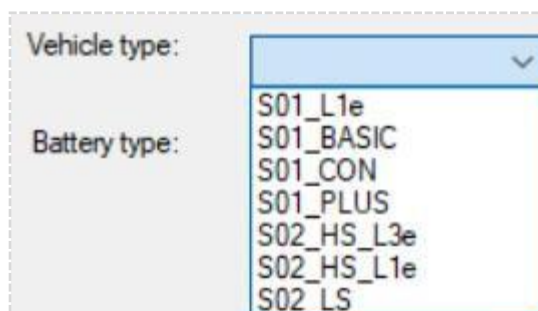 Vehicle type:
S01_L1e
Battery type:
S01_BASIC
S01_CON
S01_PLUS
S02_HS_L3e
S02_HS_L1e
S02_LS